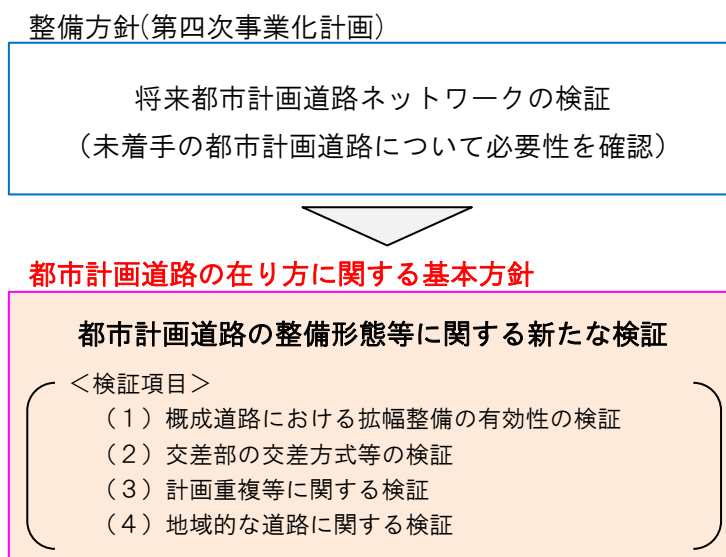 整備方針(第四次事業化計画)
将来都市計画道路ネットワークの検証
（未着手の都市計画道路について必要性を確認）
都市計画道路の在り方に関する基本方針
都市計画道路の整備形態等に関する新たな検証
＜検証項目＞
（１）概成道路における拡幅整備の有効性の検証
（２）交差部の交差方式等の検証
（３）計画重複等に関する検証
（４）地域的な道路に関する検証